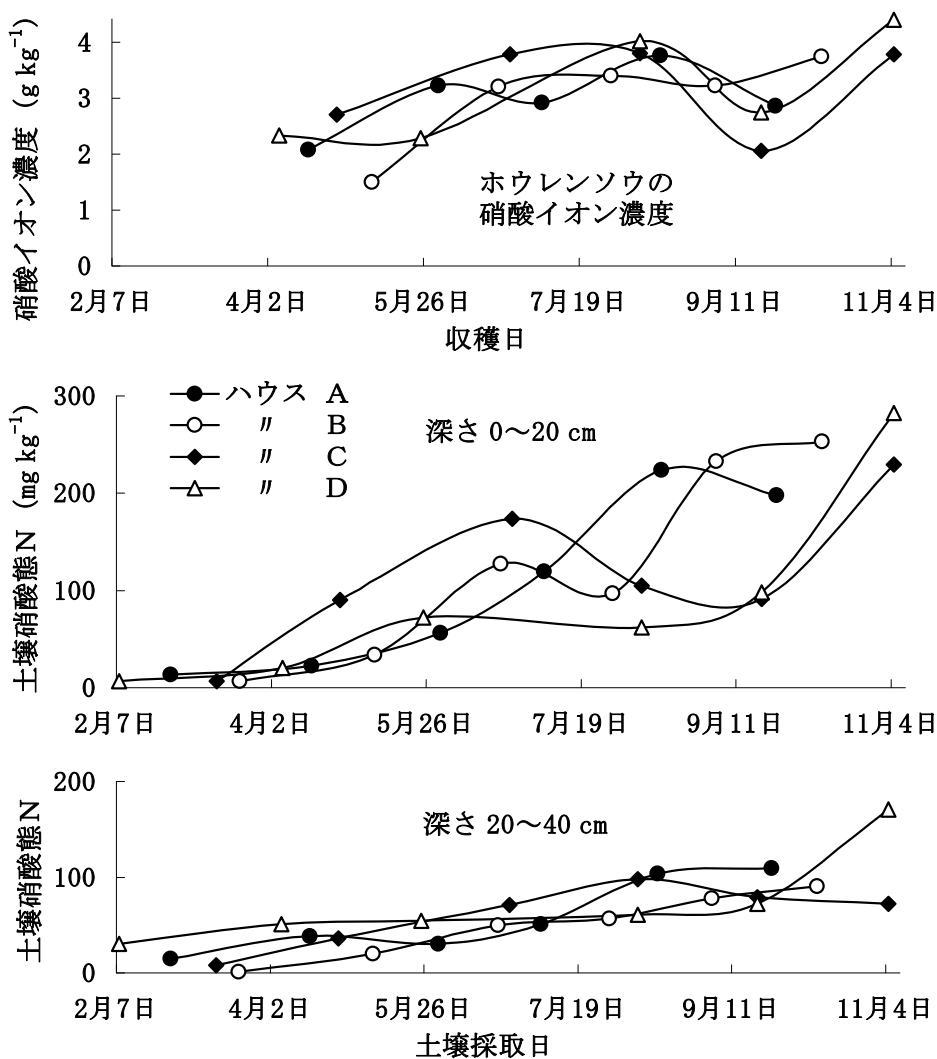 硝酸イオン濃度 (g kg⁻¹)
4
3
2
1
0
ホウレンソウの
硝酸イオン濃度
2月7日 4月2日 5月26日 7月19日 9月11日 11月4日
収穫日
土壌硝酸態N (mg kg⁻¹)
300
200
100
0
ハウス A
〃 B
〃 C
〃 D
深さ 0〜20 cm
2月7日 4月2日 5月26日 7月19日 9月11日 11月4日
土壌硝酸態N
200
100
0
深さ 20〜40 cm
2月7日 4月2日 5月26日 7月19日 9月11日 11月4日
土壌採取日